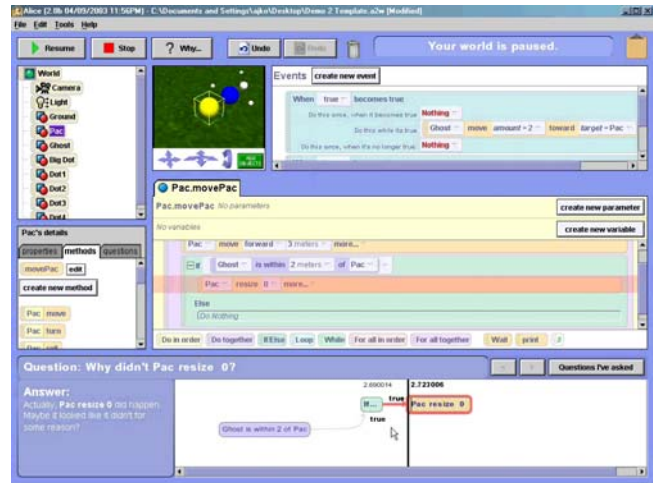 Alice (2.0b 04/09/2003 11:56PM) - C:\Documents and Settings\ajko\Desktop\Demo 2 Template.a2w [Modified]
File Edit Tools Help
Resume Stop ? Why... Undo Redo Your world is paused.
World
Camera
Light
Ground
Pac
Ghost
Big Dot
Dot1
Dot2
Dot3
Dot4
Events create new event
When true becomes true
Do this once, when it becomes true Nothing
Do this while its true Ghost move amount = 2 toward target = Pac
Do this once, when it's no longer true Nothing
Pac.movePac
Pac.movePac No parameters create new parameter
No variables create new variable
Pac move forward 3 meters more...
If Ghost is within 2 meters of Pac
Pac resize 0 more...
Else
(Do Nothing
Do in order Do together If/Else Loop While For all in order For all together Wait print //
Pac's details
properties methods questions
movePac edit
create new method
Pac move
Pac turn
Pac roll
Question: Why didn't Pac resize 0?
Questions I've asked
Answer:
Actually, Pac resize 0 did happen.
Maybe it looked like it didn't for
some reason?
2.690014 2.723006
If... true Pac resize 0
true
Ghost is within 2 of Pac